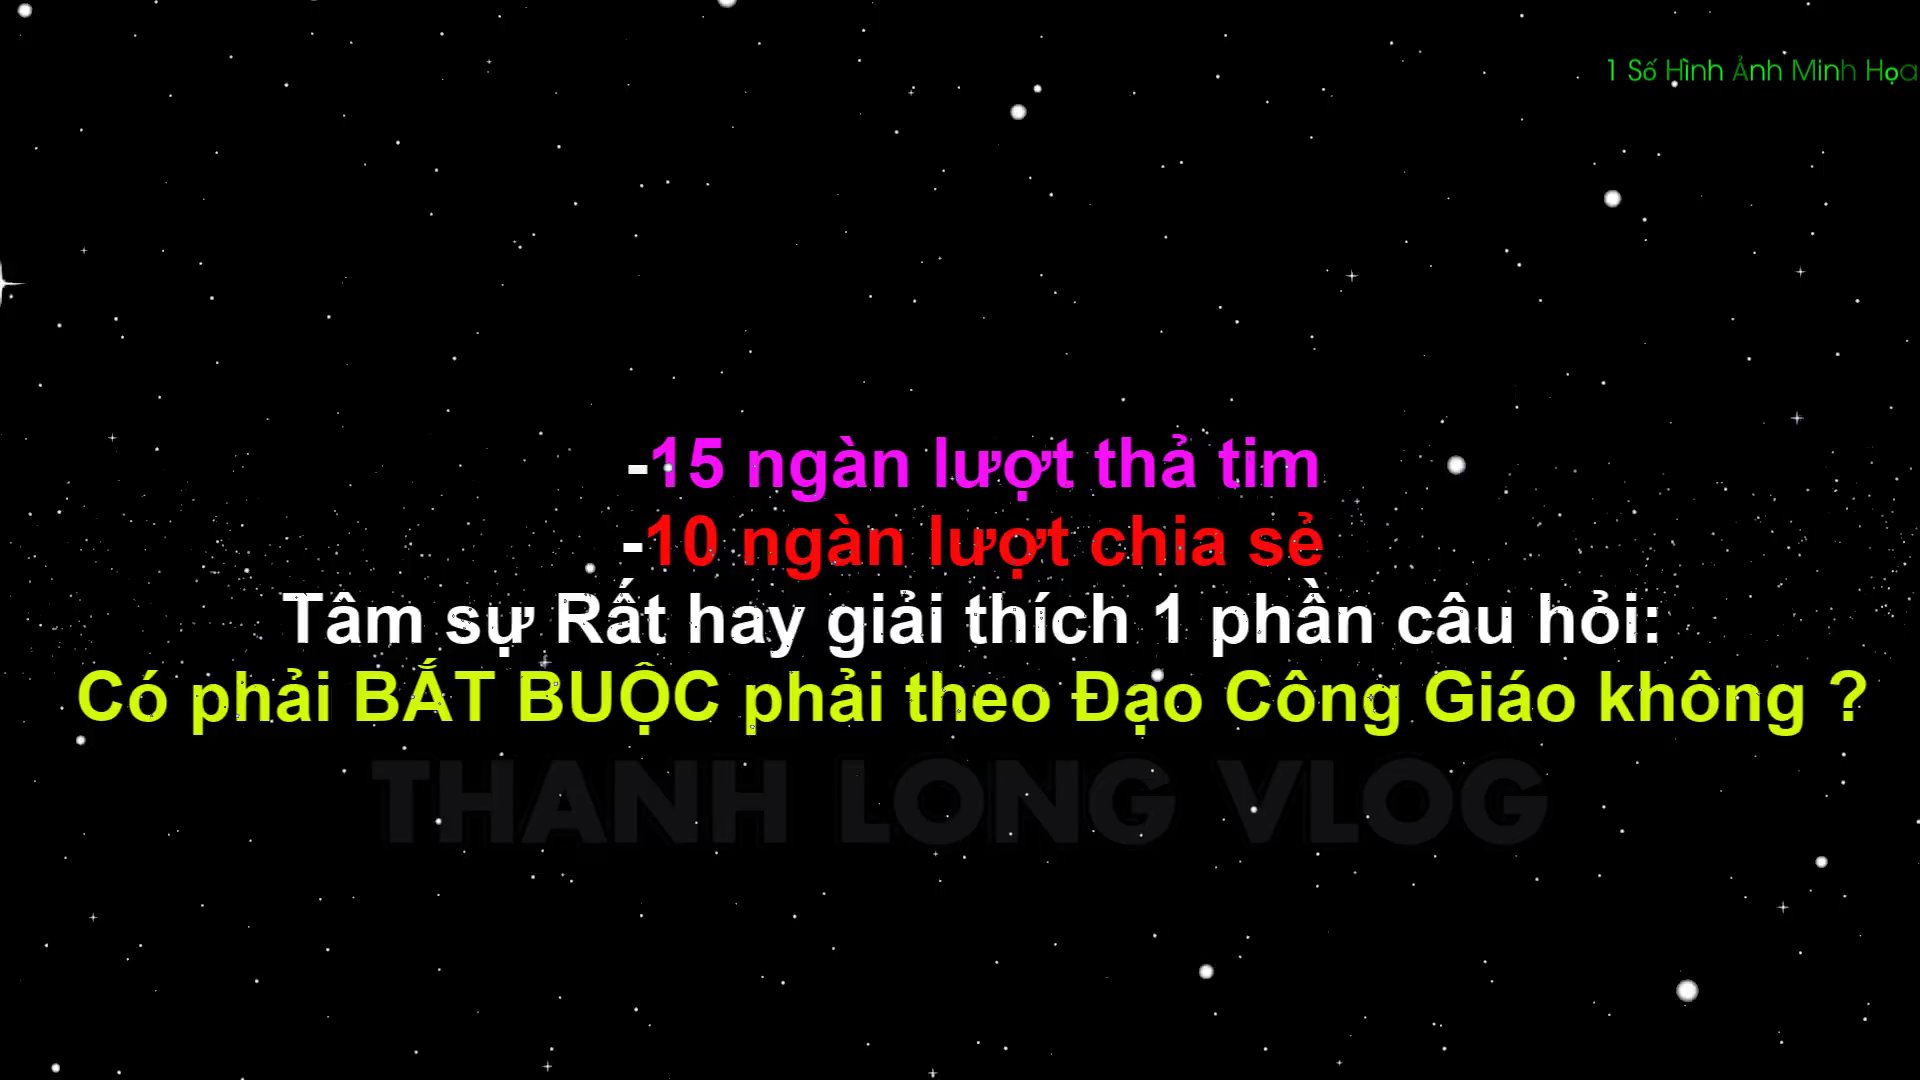 1 Số Hình Ảnh Minh Họa
-15 ngàn lượt thả tim
-10 ngàn lượt chia sẻ
Tâm sự Rất hay giải thích 1 phần câu hỏi:
Có phải BẮT BUỘC phải theo Đạo Công Giáo không ?
THANH LONG VLOG